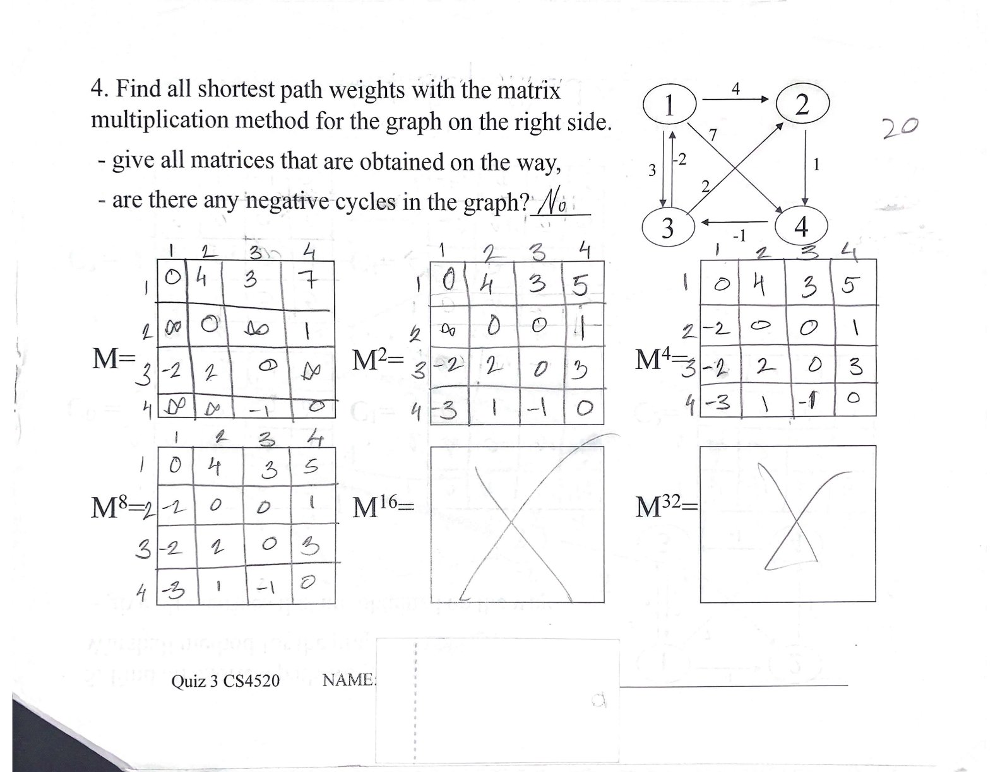 4. Find all shortest path weights with the matrix
multiplication method for the graph on the right side.
- give all matrices that are obtained on the way,
- are there any negative cycles in the graph? No
1 4 2
7
3 -2 1
2
3 -1 4
20
1 2 3 4
1 0 4 3 7
2 ∞ 0 ∞ 1
M=
3 -2 2 0 ∞
4 ∞ ∞ -1 0
1 2 3 4
1 0 4 3 5
2 ∞ 0 0 1
M²=
3 -2 2 0 3
4 -3 1 -1 0
1 2 3 4
1 0 4 3 5
2 -2 0 0 1
M⁴=
3 -2 2 0 3
4 -3 1 -1 0
1 2 3 4
1 0 4 3 5
M⁸=
2 -2 0 0 1
3 -2 2 0 3
4 -3 1 -1 0
M¹⁶=
M³²=
Quiz 3 CS4520 NAME: